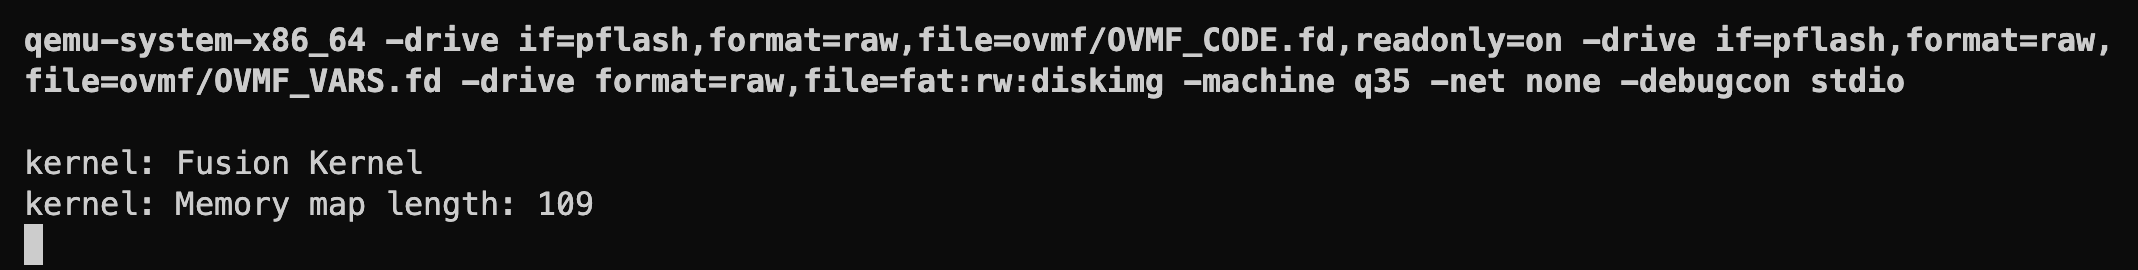 qemu-system-x86_64 -drive if=pflash,format=raw,file=ovmf/OVMF_CODE.fd,readonly=on -drive if=pflash,format=raw,
file=ovmf/OVMF_VARS.fd -drive format=raw,file=fat:rw:diskimg -machine q35 -net none -debugcon stdio
kernel: Fusion Kernel
kernel: Memory map length: 109